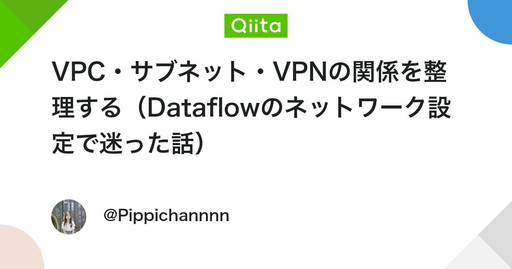 Qiita
VPC・サブネット・VPNの関係を整
理する（Dataflowのネットワーク設
定で迷った話）
@Pippichannnn